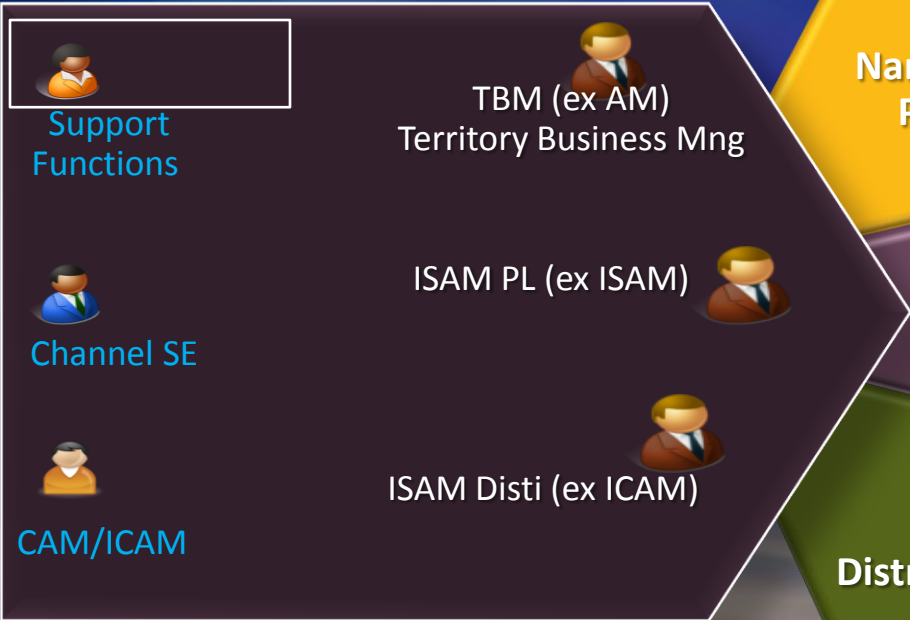 Support
Functions
TBM (ex AM)
Territory Business Mng
Channel SE
ISAM PL (ex ISAM)
CAM/ICAM
ISAM Disti (ex ICAM)